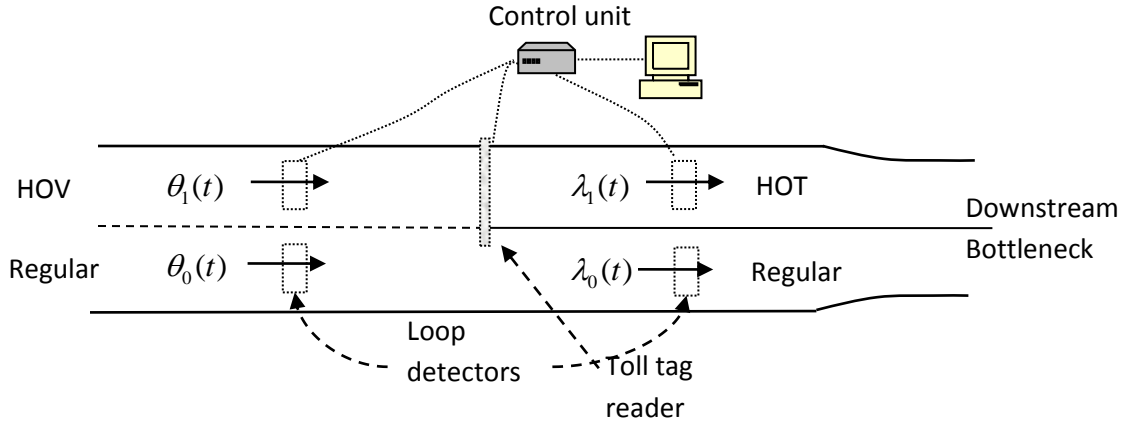 Control unit
HOV
θ₁(t)
λ₁(t)
HOT
Downstream
Bottleneck
Regular
θ₀(t)
λ₀(t)
Regular
Loop
detectors
Toll tag
reader